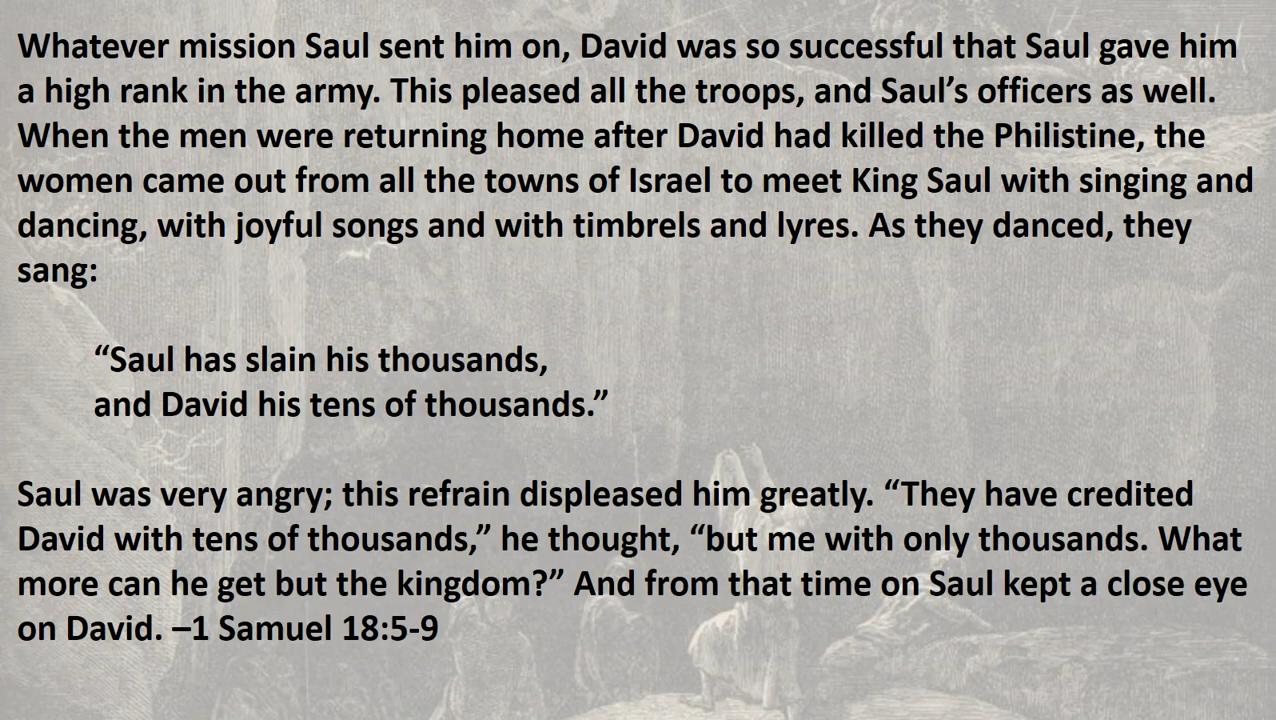 Whatever mission Saul sent him on, David was so successful that Saul gave him
a high rank in the army. This pleased all the troops, and Saul’s officers as well.
When the men were returning home after David had killed the Philistine, the
women came out from all the towns of Israel to meet King Saul with singing and
dancing, with joyful songs and with timbrels and lyres. As they danced, they
sang:
“Saul has slain his thousands,
and David his tens of thousands.”
Saul was very angry; this refrain displeased him greatly. “They have credited
David with tens of thousands,” he thought, “but me with only thousands. What
more can he get but the kingdom?” And from that time on Saul kept a close eye
on David. –1 Samuel 18:5-9